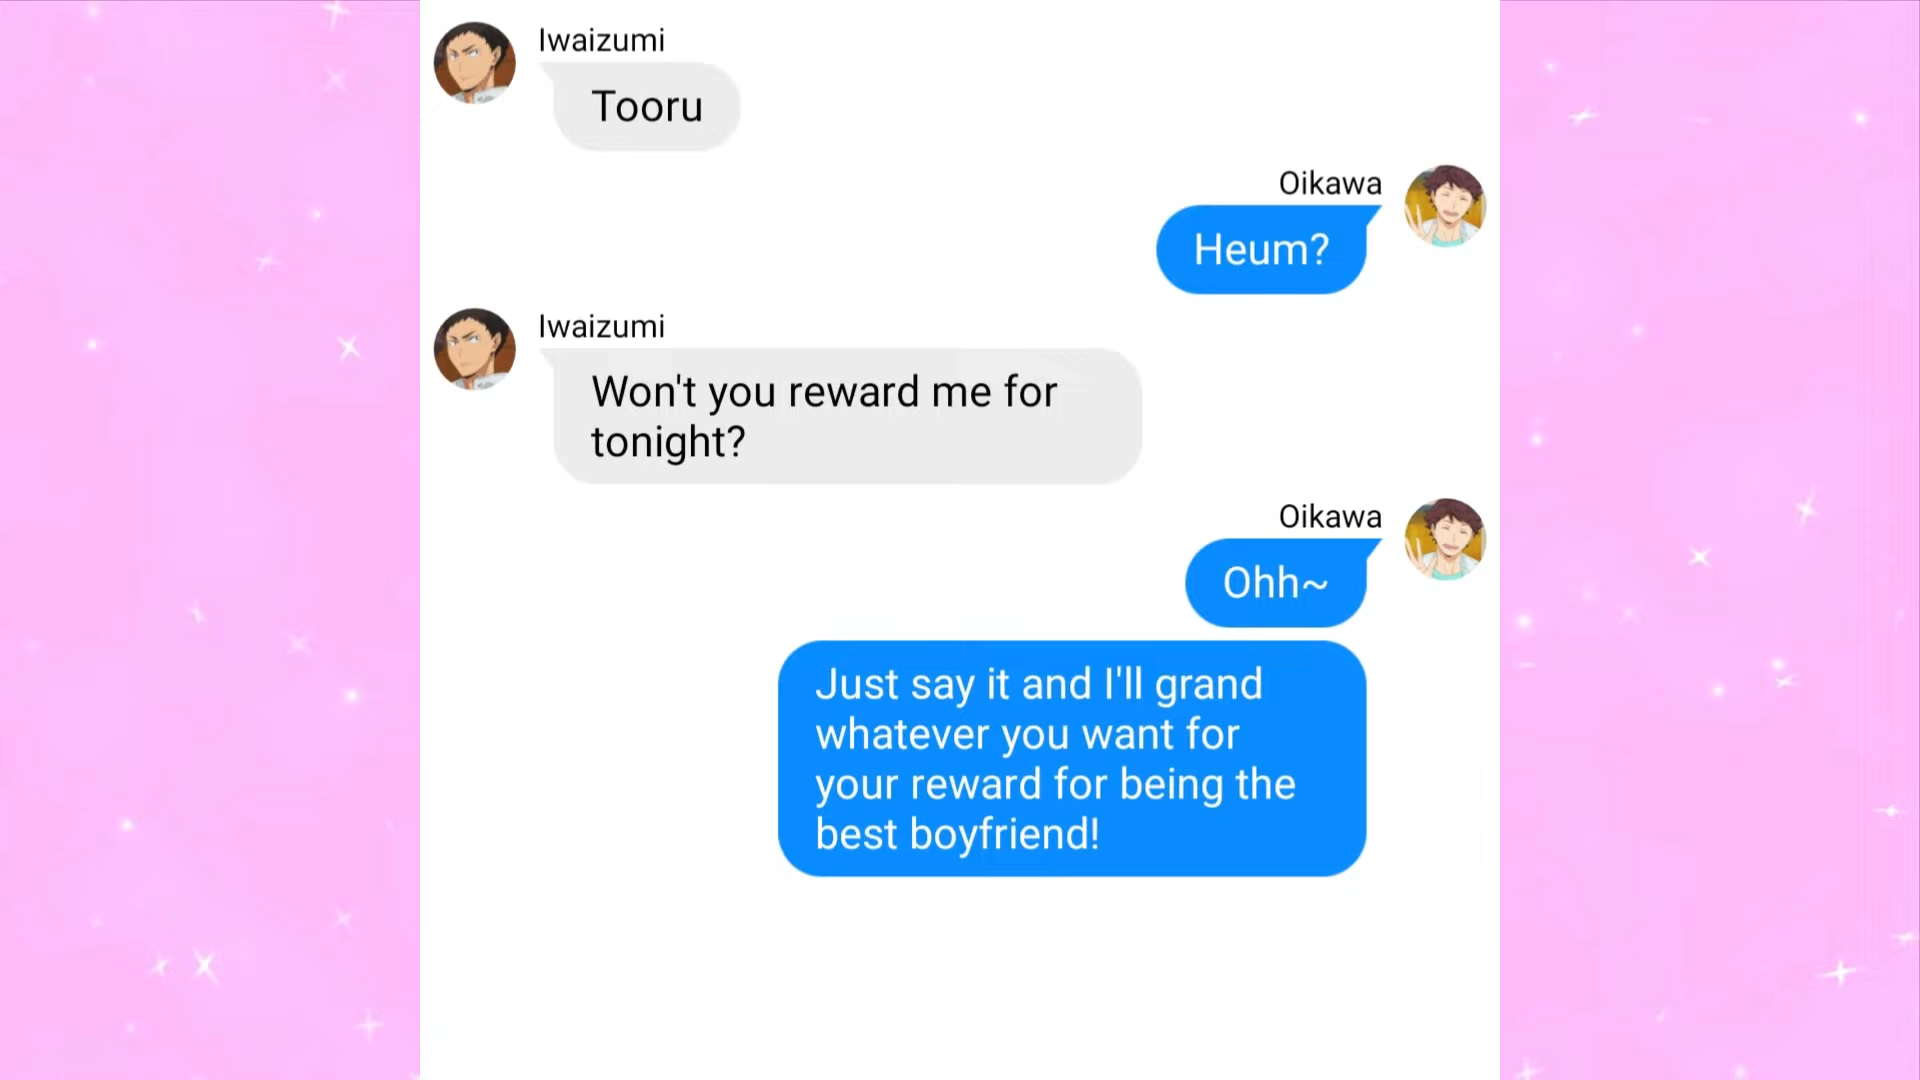 Iwaizumi
Tooru
Oikawa
Heum?
Iwaizumi
Won't you reward me for
tonight?
Oikawa
Ohh~
Just say it and I'll grand
whatever you want for
your reward for being the
best boyfriend!